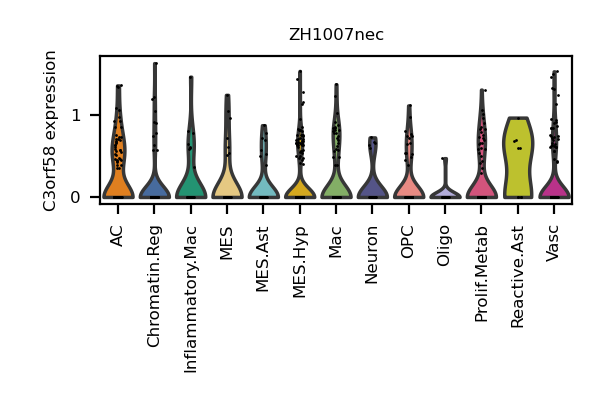 ZH1007nec
C3orf58 expression
1
0
AC
Chromatin.Reg
Inflammatory.Mac
MES
MES.Ast
MES.Hyp
Mac
Neuron
OPC
Oligo
Prolif.Metab
Reactive.Ast
Vasc